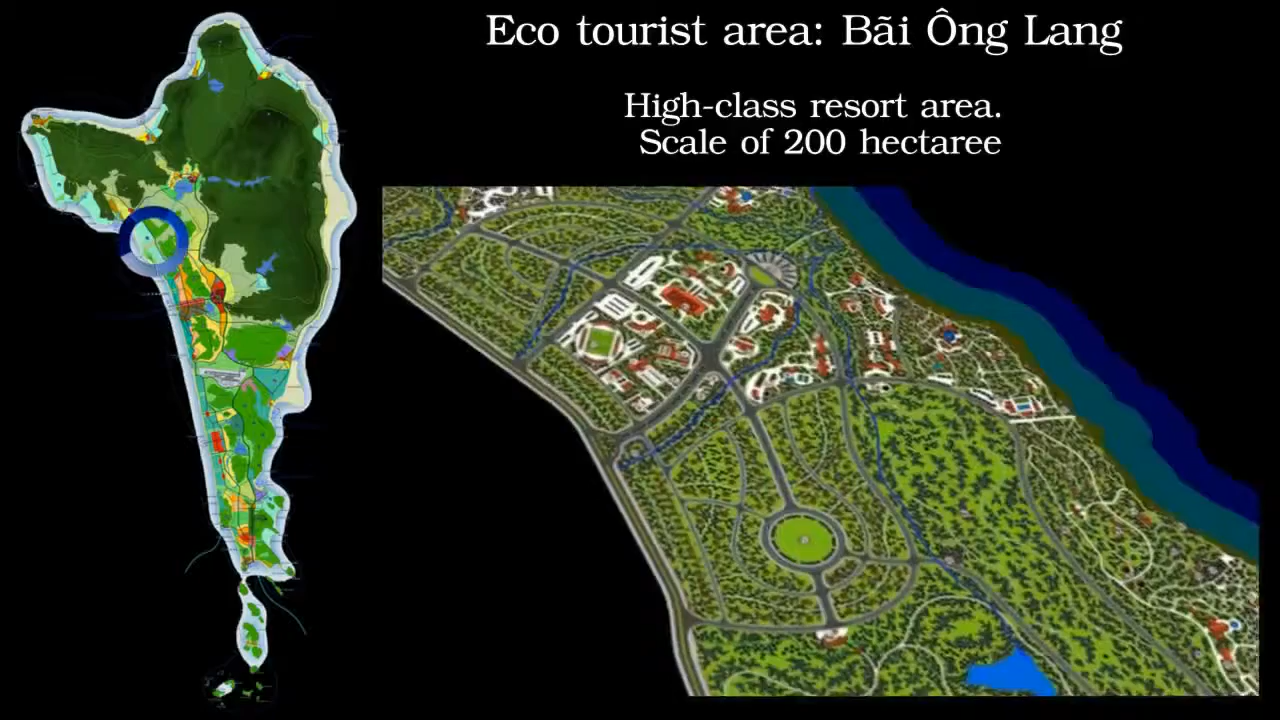 Eco tourist area: Bãi Ông Lang
High-class resort area.
Scale of 200 hectaree